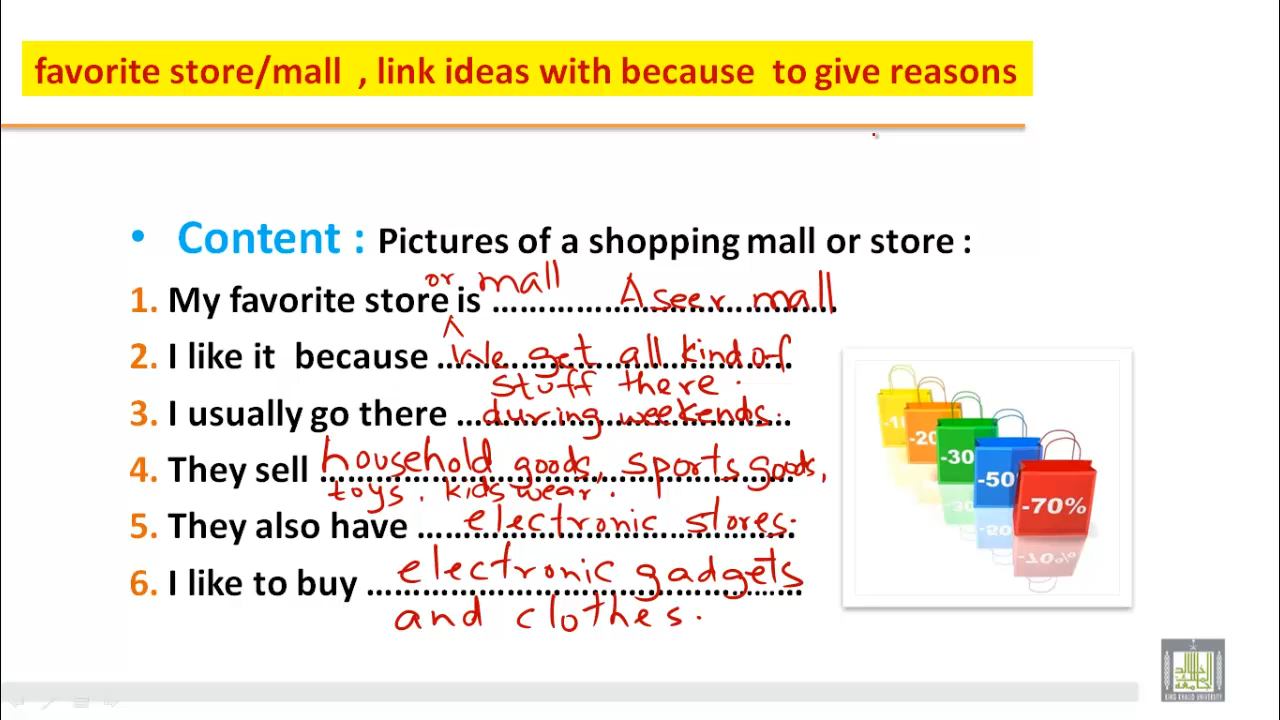 favorite store/mall , link ideas with because to give reasons
• Content : Pictures of a shopping mall or store :
or mall
1. My favorite store is .................. Aseer mall
^
2. I like it because ... We get all kind of
stuff there.
3. I usually go there ... during weekends.
4. They sell household goods, sports goods,
toys. kids wear.
5. They also have ...... electronic stores.
6. I like to buy ... electronic gadgets
and clothes.
-20
-30
-50
-70%
KING KHALID UNIVERSITY